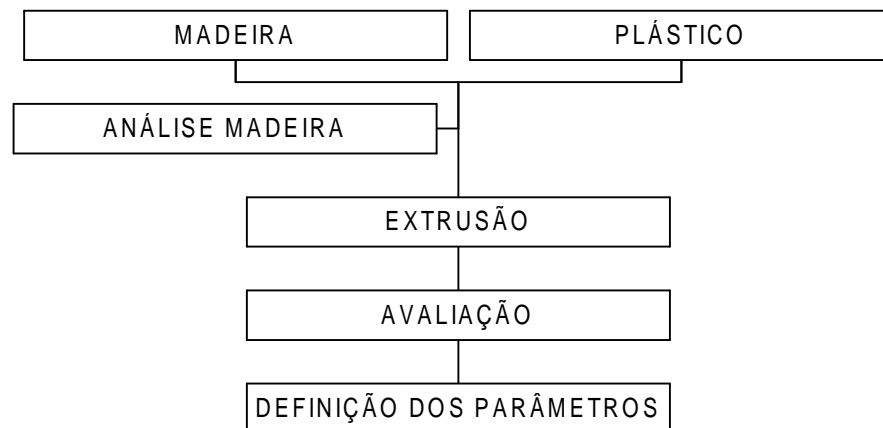 MADEIRA
PLÁSTICO
ANÁLISE MADEIRA
EXTRUSÃO
AVALIAÇÃO
DEFINIÇÃO DOS PARÂMETROS